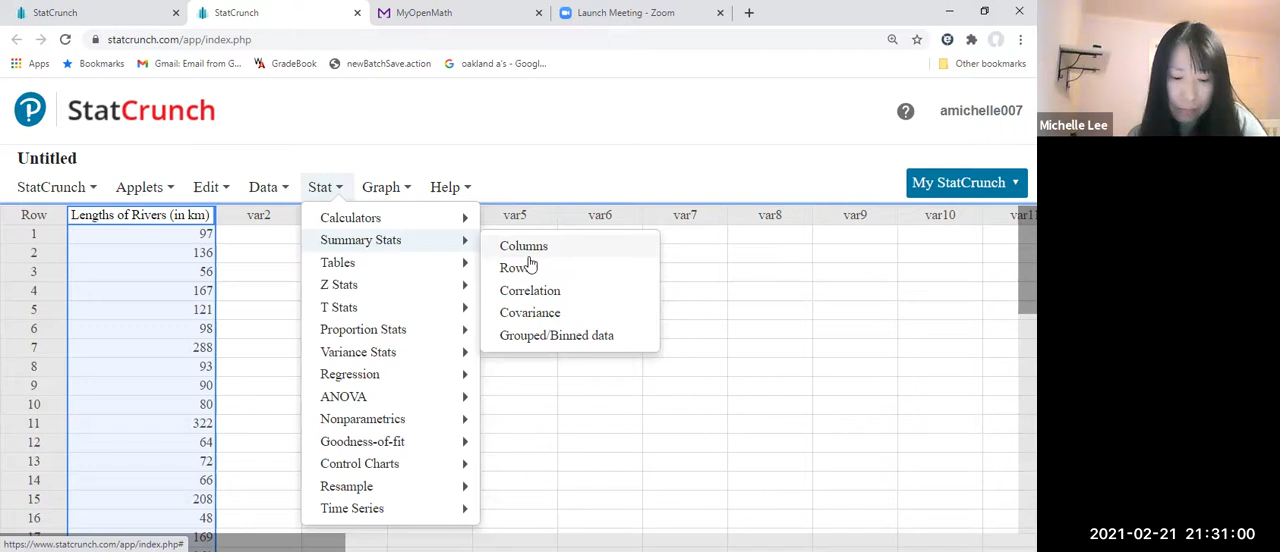 StatCrunch
StatCrunch
MyOpenMath
Launch Meeting - Zoom
statcrunch.com/app/index.php
Apps
Bookmarks
Gmail: Email from G...
GradeBook
newBatchSave.action
oakland a's - Googl...
Other bookmarks
StatCrunch
amichelle007
Michelle Lee
Untitled
StatCrunch Applets Edit Data Stat Graph Help
My StatCrunch
Row Lengths of Rivers (in km) var2 var5 var6 var7 var8 var9 var10 var11
1 97
2 136
3 56
4 167
5 121
6 98
7 288
8 93
9 90
10 80
11 322
12 64
13 72
14 66
15 208
16 48
169
Calculators
Summary Stats
Tables
Z Stats
T Stats
Proportion Stats
Variance Stats
Regression
ANOVA
Nonparametrics
Goodness-of-fit
Control Charts
Resample
Time Series
Columns
Rows
Correlation
Covariance
Grouped/Binned data
https://www.statcrunch.com/app/index.php#
2021-02-21 21:31:00